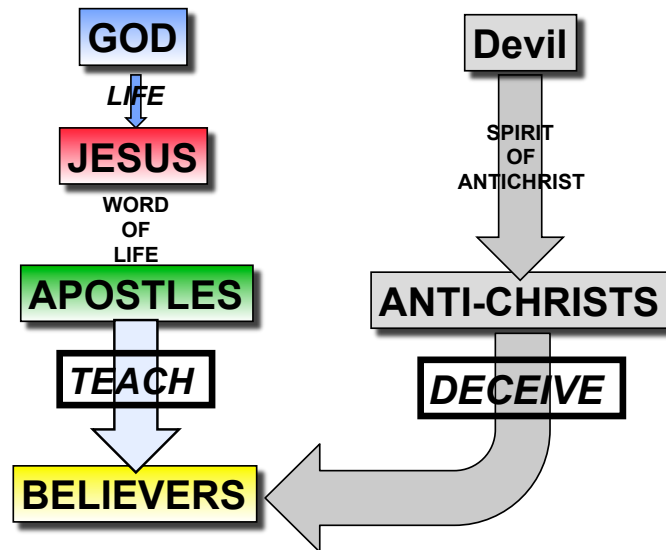 GOD
LIFE
JESUS
WORD
OF
LIFE
APOSTLES
TEACH
BELIEVERS
Devil
SPIRIT
OF
ANTICHRIST
ANTI-CHRISTS
DECEIVE